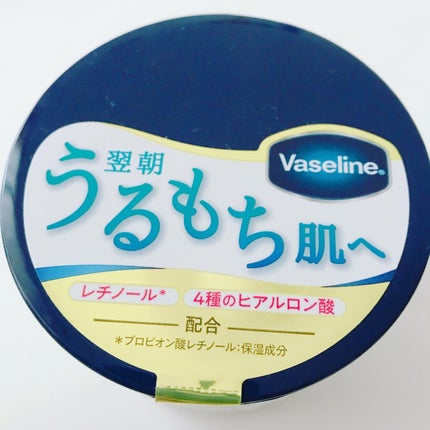 Vaseline®
翌朝
うるもち肌へ
レチノール* 4種のヒアルロン酸
配合
*プロピオン酸レチノール:保湿成分